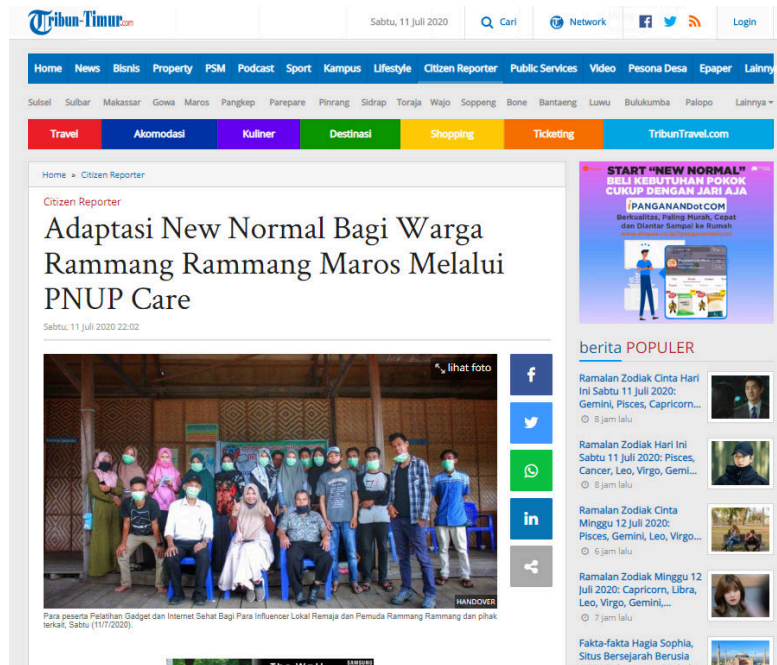 Tribun-Timur.com
Sabtu, 11 Juli 2020
Cari
Network
Login
Home News Bisnis Property PSM Podcast Sport Kampus Lifestyle Citizen Reporter Public Services Video Pesona Desa Epaper Lainny
Sulsel Sulbar Makassar Gowa Maros Pangkep Parepare Pinrang Sidrap Toraja Wajo Soppeng Bone Bantaeng Luwu Bulukumba Palopo Lainnya
Travel Akomodasi Kuliner Destinasi Shopping Ticketing TribunTravel.com
Home » Citizen Reporter
Citizen Reporter
Adaptasi New Normal Bagi Warga
Rammang Rammang Maros Melalui
PNUP Care
Sabtu, 11 Juli 2020 22:02
lihat foto
HANDOVER
Para peserta Pelatihan Gadget dan Internet Sehat Bagi Para Influencer Lokal Remaja dan Pemuda Rammang Rammang dan pihak
terkait, Sabtu (11/7/2020).
The Wall
SAMSUNG
START “NEW NORMAL”
BELI KEBUTUHAN POKOK
CUKUP DENGAN JARI AJA
iPANGANANDotCOM
Berkualitas, Paling Murah, Cepat
dan Diantar Sampai ke Rumah
berita POPULER
Ramalan Zodiak Cinta Hari
Ini Sabtu 11 Juli 2020:
Gemini, Pisces, Capricorn...
8 jam lalu
Ramalan Zodiak Hari Ini
Sabtu 11 Juli 2020: Pisces,
Cancer, Leo, Virgo, Gemi...
8 jam lalu
Ramalan Zodiak Cinta
Minggu 12 Juli 2020:
Pisces, Gemini, Leo, Virgo...
6 jam lalu
Ramalan Zodiak Minggu 12
Juli 2020: Capricorn, Libra,
Leo, Virgo, Gemini,...
7 jam lalu
Fakta-fakta Hagia Sophia,
Situs Bersejarah Berusia